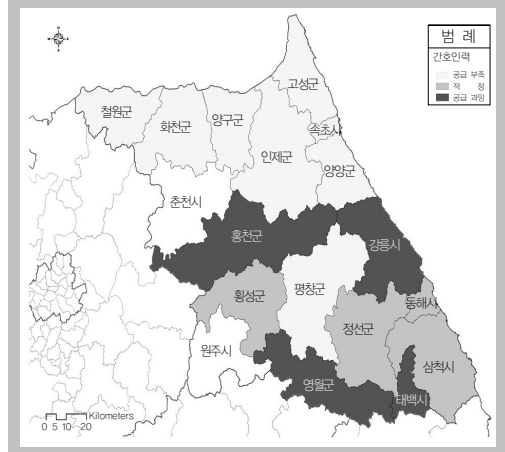 범 례
간호인력
공급 부족
적 정
공급 과잉
고성군
철원군
화천군
양구군
속초시
인제군
양양군
춘천시
홍천군
강릉시
평창군
횡성군
동해시
정선군
원주시
삼척시
영월군
태백시
Kilometers
0 5 10 20